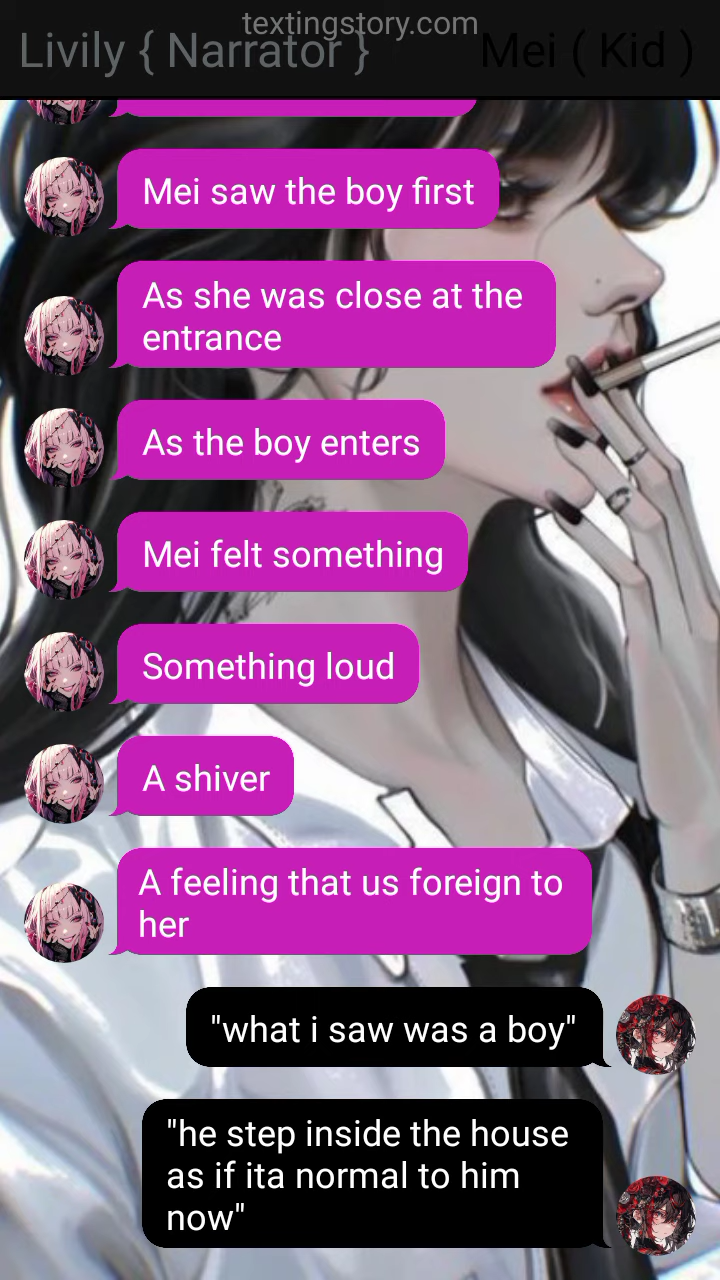 textingstory.com
Livily { Narrator }
Mei ( Kid )
Mei saw the boy first
As she was close at the
entrance
As the boy enters
Mei felt something
Something loud
A shiver
A feeling that us foreign to
her
"what i saw was a boy"
"he step inside the house
as if ita normal to him
now"